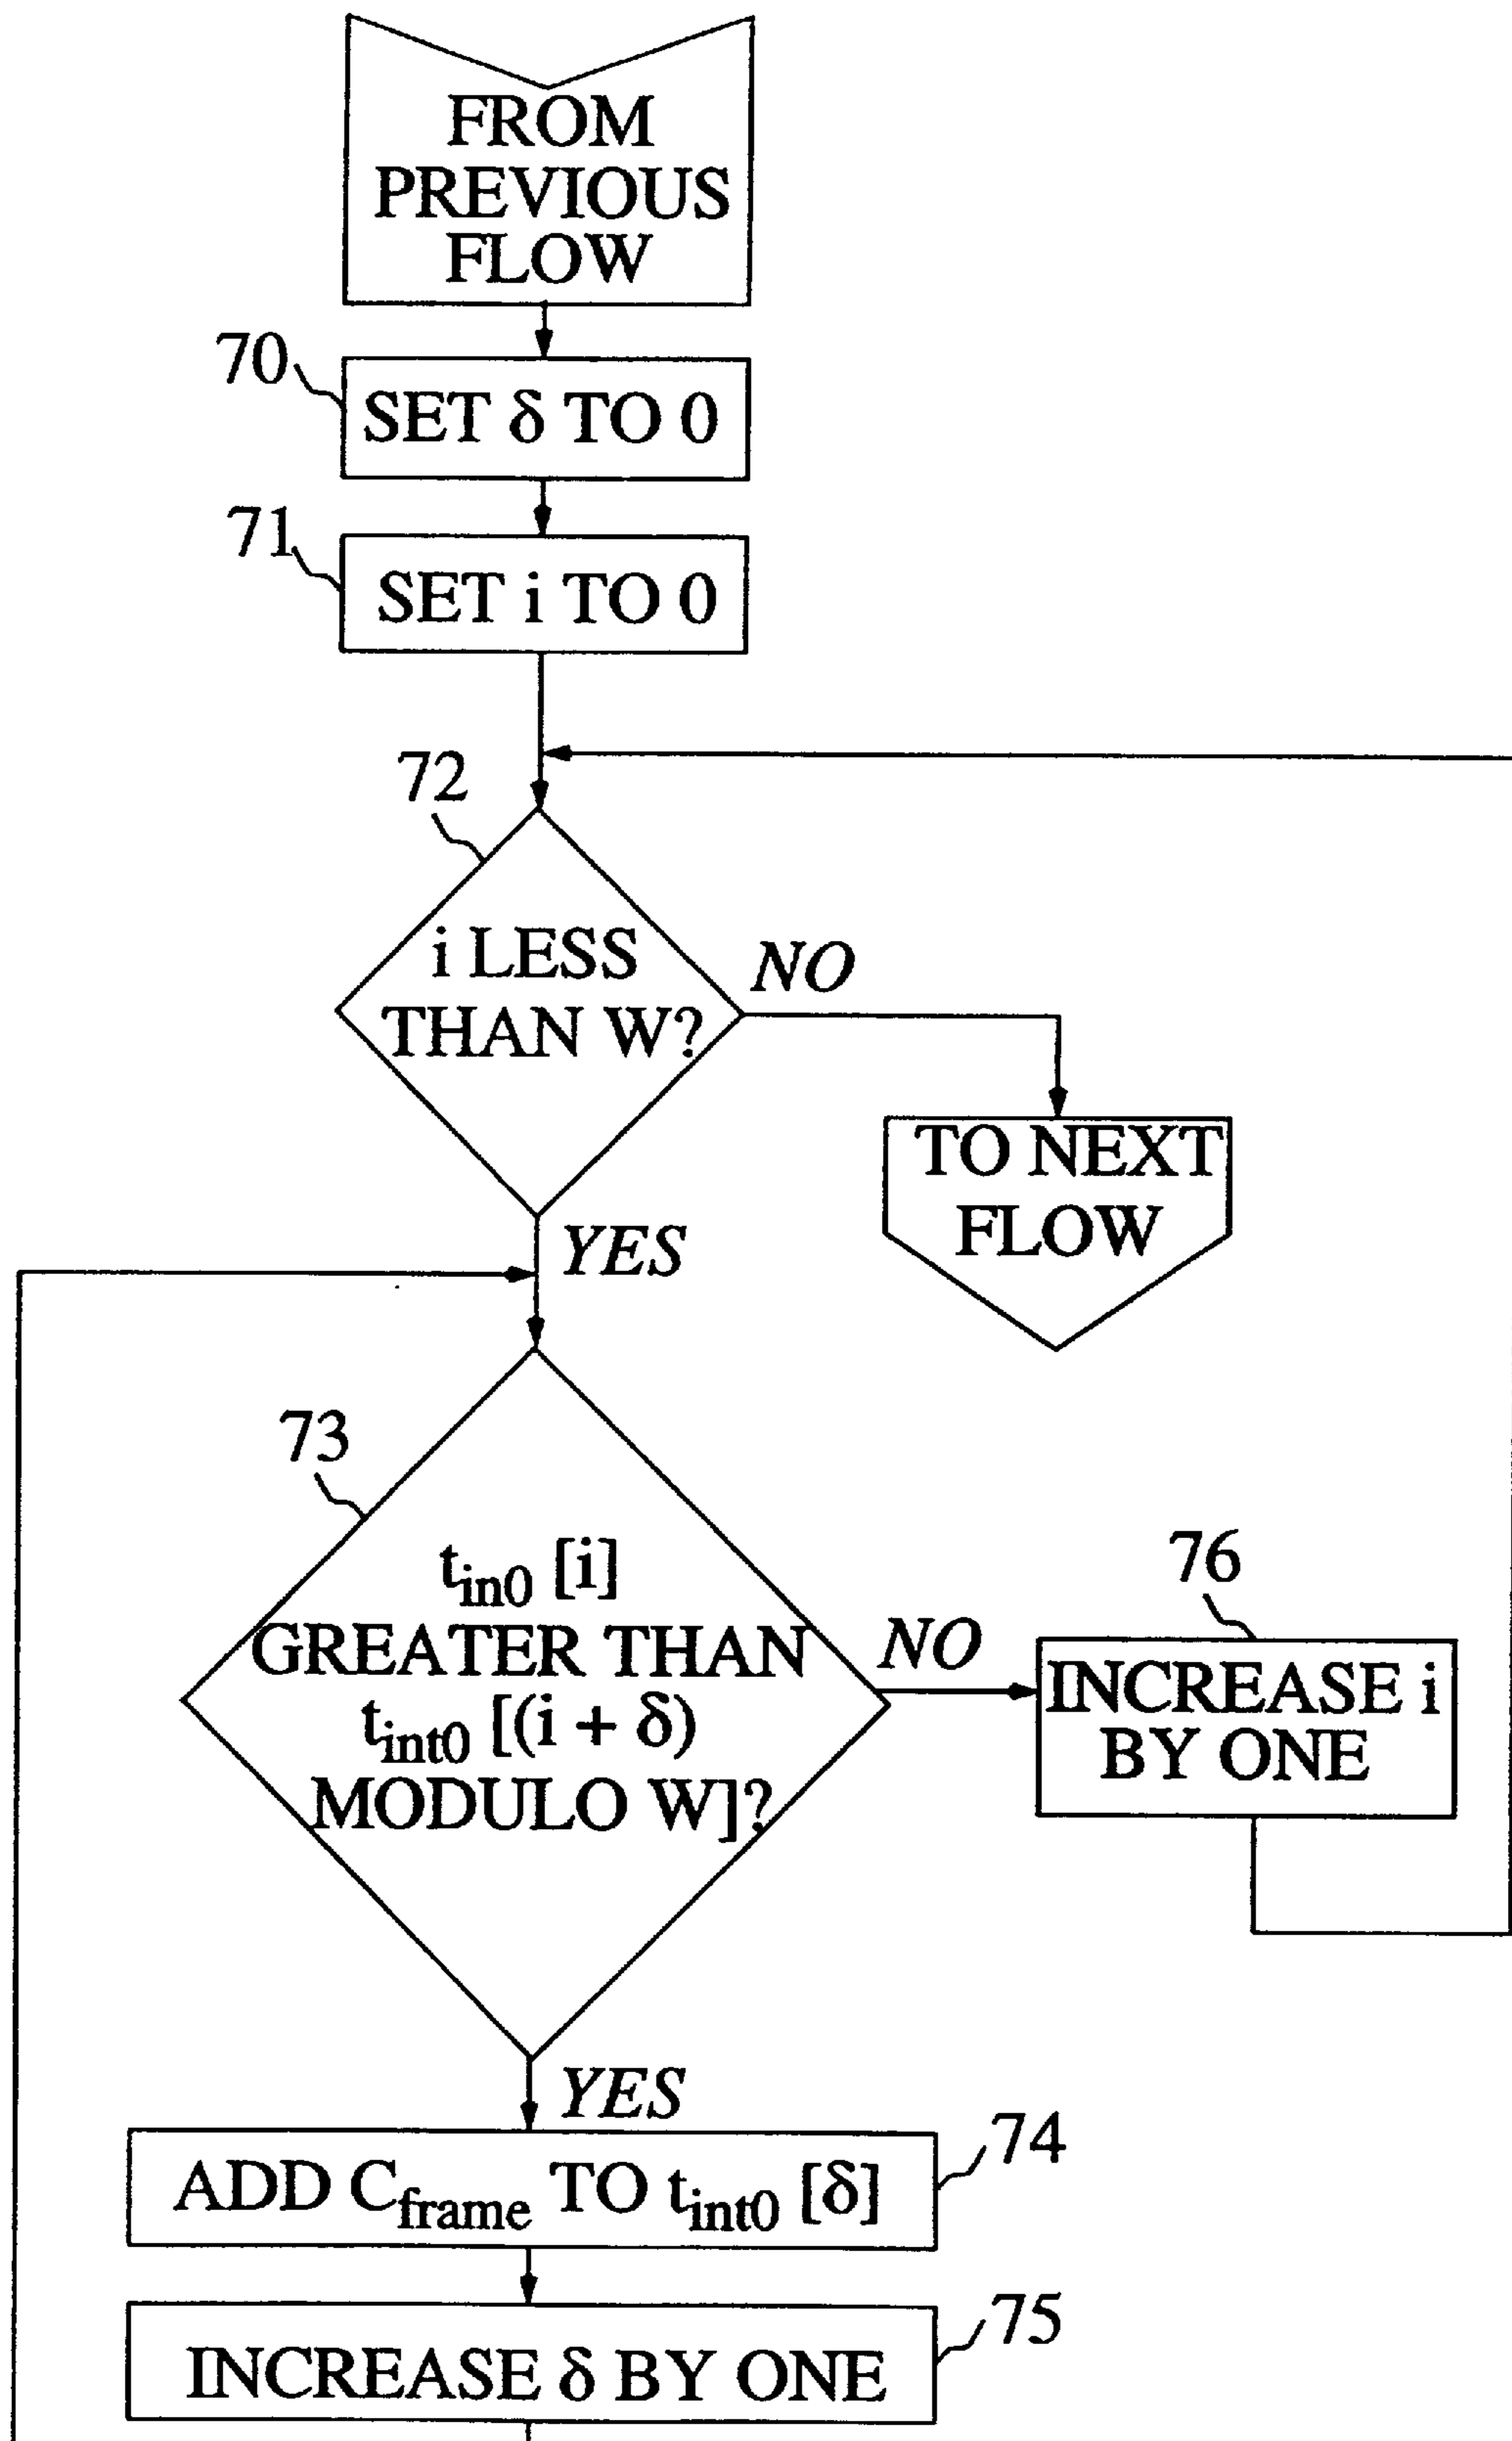 FROM
PREVIOUS
FLOW
70
SET δ TO 0
71
SET i TO 0
72
i LESS
THAN W?
NO
TO NEXT
FLOW
YES
73
t_in0 [i]
GREATER THAN
t_int0 [(i + δ)
MODULO W]?
NO
76
INCREASE i
BY ONE
YES
74
ADD C_frame TO t_int0 [δ]
75
INCREASE δ BY ONE